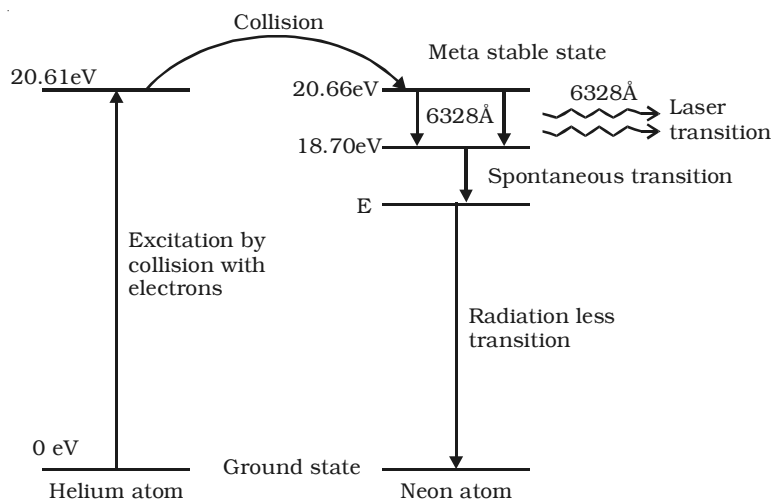 Collision
Meta stable state
20.61eV
20.66eV
6328Å
6328Å
Laser
transition
18.70eV
Spontaneous transition
E
Excitation by
collision with
electrons
Radiation less
transition
0 eV
Ground state
Helium atom
Neon atom